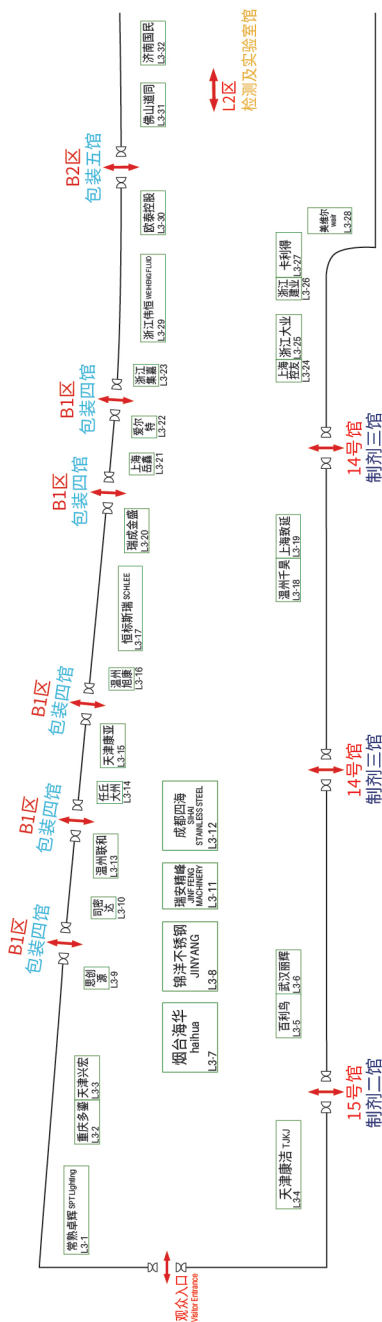 观众入口
Visitor Entrance
常熟卓辉 SPT Lighting
L3-1
重庆多鎏
L3-2
天津兴宏
L3-3
思创
源
L3-9
司密
达
L3-10
温州联和
L3-13
任丘
大州
L3-14
天津康亚
L3-15
温州
旭康
L3-16
恒标斯瑞 SCHLEE
L3-17
瑞成金盛
L3-20
上海
岳鑫
L3-21
爱尔
特
L3-22
浙江
集嘉
L3-23
浙江伟恒 WEIHENG FLUID
L3-29
欧泰控股
L3-30
佛山道同
L3-31
济南国民
L3-32
B1区
包装四馆
B1区
包装四馆
B1区
包装四馆
B1区
包装四馆
B1区
包装四馆
B2区
包装五馆
烟台海华
haihua
L3-7
锦洋不锈钢
JINYANG
L3-8
瑞安精峰
JINF FENG
MACHINERY
L3-11
成都四海
SIHAI
STAINLESS STEEL
L3-12
L2区
检测及实验室馆
天津康洁 TJKJ
L3-4
百利鸟
L3-5
武汉丽辉
L3-6
温州千昊
L3-18
上海致延
L3-19
上海
控友
L3-24
浙江大业
L3-25
浙江
建业
L3-26
卡利得
L3-27
美维尔
wair
L3-28
15号馆
制剂二馆
14号馆
制剂三馆
14号馆
制剂三馆